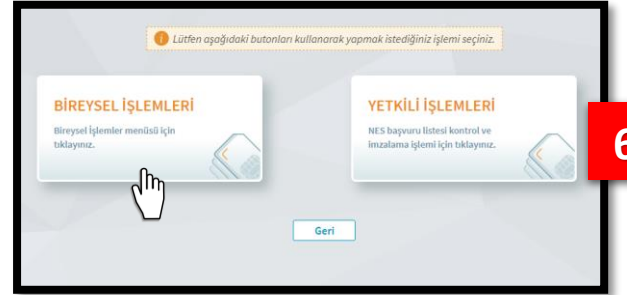 Lütfen aşağıdaki butonları kullanarak yapmak istediğiniz işlemi seçiniz.
BİREYSEL İŞLEMLERİ
Bireysel İşlemler menüsü için
tıklayınız.
YETKİLİ İŞLEMLERİ
NES başvuru listesi kontrol ve
imzalama işlemi için tıklayınız.
6
Geri